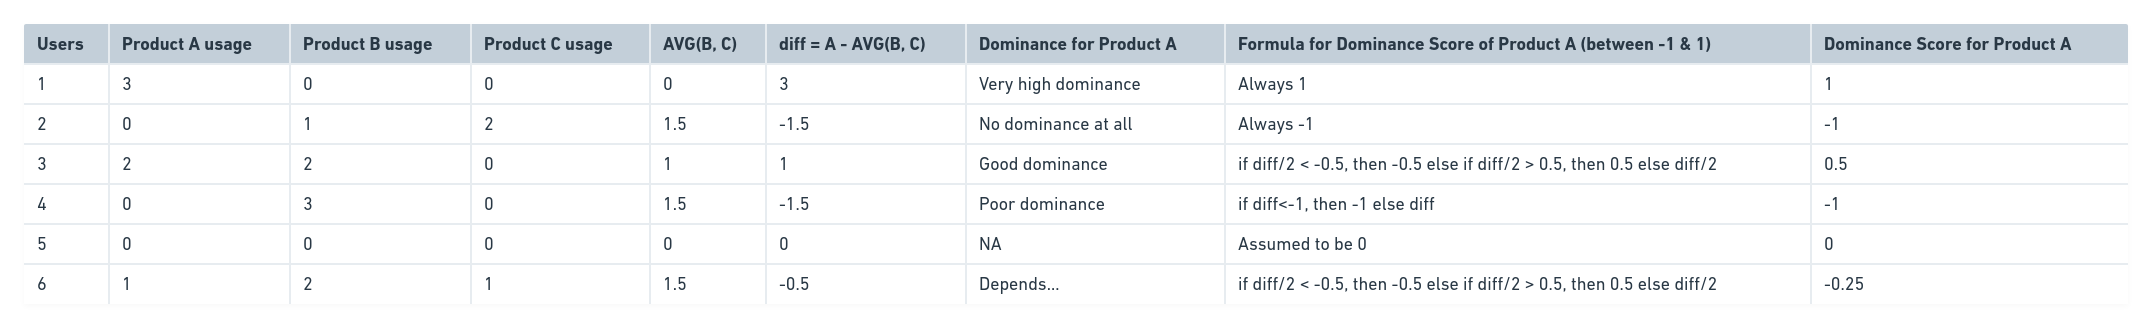 Users Product A usage Product B usage Product C usage AVG(B, C) diff = A - AVG(B, C) Dominance for Product A Formula for Dominance Score of Product A (between -1 & 1) Dominance Score for Product A
1 3 0 0 0 3 Very high dominance Always 1 1
2 0 1 2 1.5 -1.5 No dominance at all Always -1 -1
3 2 2 0 1 1 Good dominance if diff/2 < -0.5, then -0.5 else if diff/2 > 0.5, then 0.5 else diff/2 0.5
4 0 3 0 1.5 -1.5 Poor dominance if diff<-1, then -1 else diff -1
5 0 0 0 0 0 NA Assumed to be 0 0
6 1 2 1 1.5 -0.5 Depends... if diff/2 < -0.5, then -0.5 else if diff/2 > 0.5, then 0.5 else diff/2 -0.25